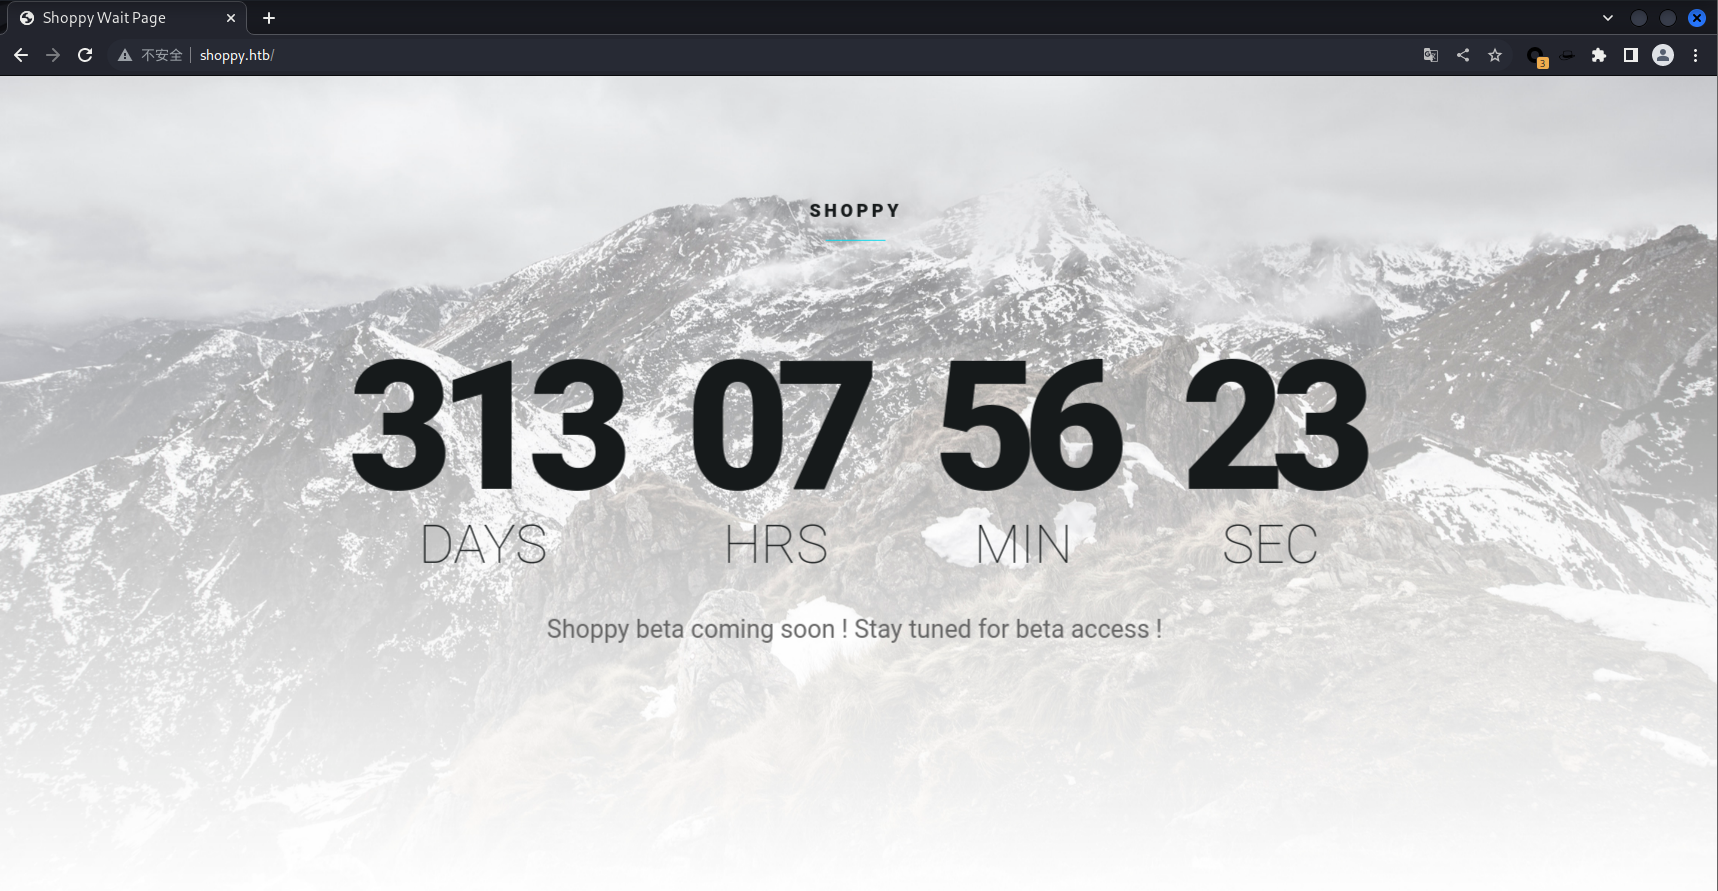 Shoppy Wait Page
不安全
shoppy.htb/
3
SHOPPY
313 07 56 23
DAYS HRS MIN SEC
Shoppy beta coming soon ! Stay tuned for beta access !